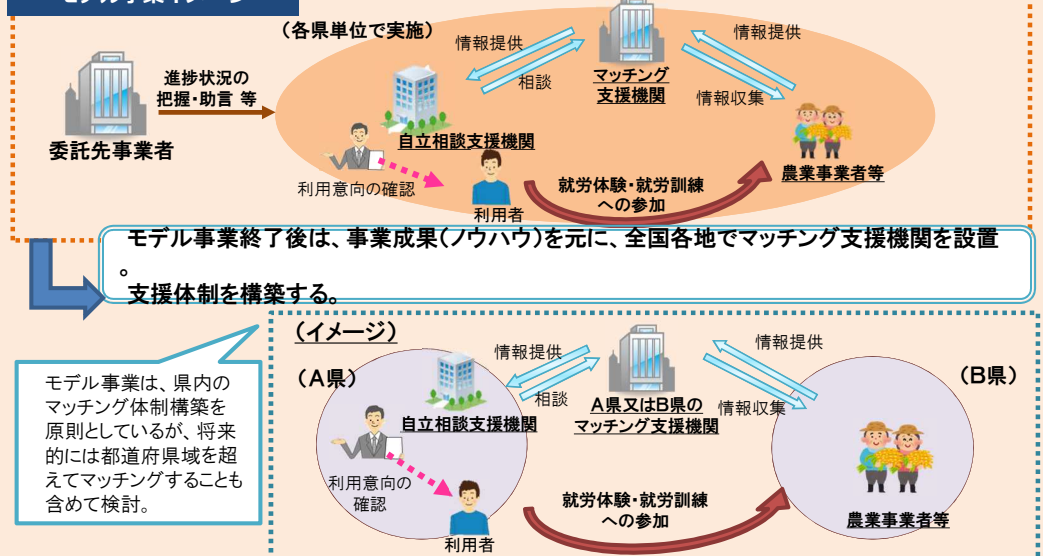 モデル事業イメージ
(各県単位で実施)
情報提供
情報提供
進捗状況の
把握・助言 等
相談
マッチング
支援機関
情報収集
委託先事業者
自立相談支援機関
農業事業者等
利用意向の確認
就労体験・就労訓練
への参加
利用者
モデル事業終了後は、事業成果(ノウハウ)を元に、全国各地でマッチング支援機関を設置
。
支援体制を構築する。
(イメージ)
情報提供
情報提供
(A県)
(B県)
相談
A県又はB県の
マッチング支援機関
情報収集
自立相談支援機関
モデル事業は、県内の
マッチング体制構築を
原則としているが、将来
的には都道府県域を超
えてマッチングすることも
含めて検討。
利用意向の
確認
就労体験・就労訓練
への参加
農業事業者等
利用者